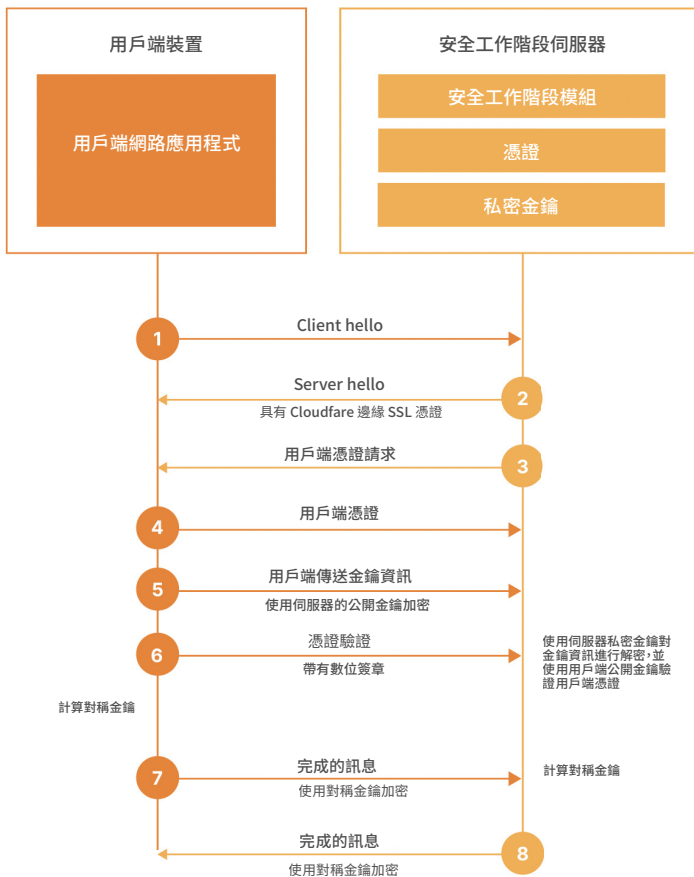 用戶端裝置
用戶端網路應用程式
安全工作階段伺服器
安全工作階段模組
憑證
私密金鑰
1
Client hello
Server hello
2
具有 Cloudfare 邊緣 SSL 憑證
用戶端憑證請求
3
4
用戶端憑證
5
用戶端傳送金鑰資訊
使用伺服器的公開金鑰加密
6
憑證驗證
帶有數位簽章
使用伺服器私密金鑰對
金鑰資訊進行解密，並
使用用戶端公開金鑰驗
證用戶端憑證
計算對稱金鑰
7
完成的訊息
使用對稱金鑰加密
計算對稱金鑰
完成的訊息
8
使用對稱金鑰加密